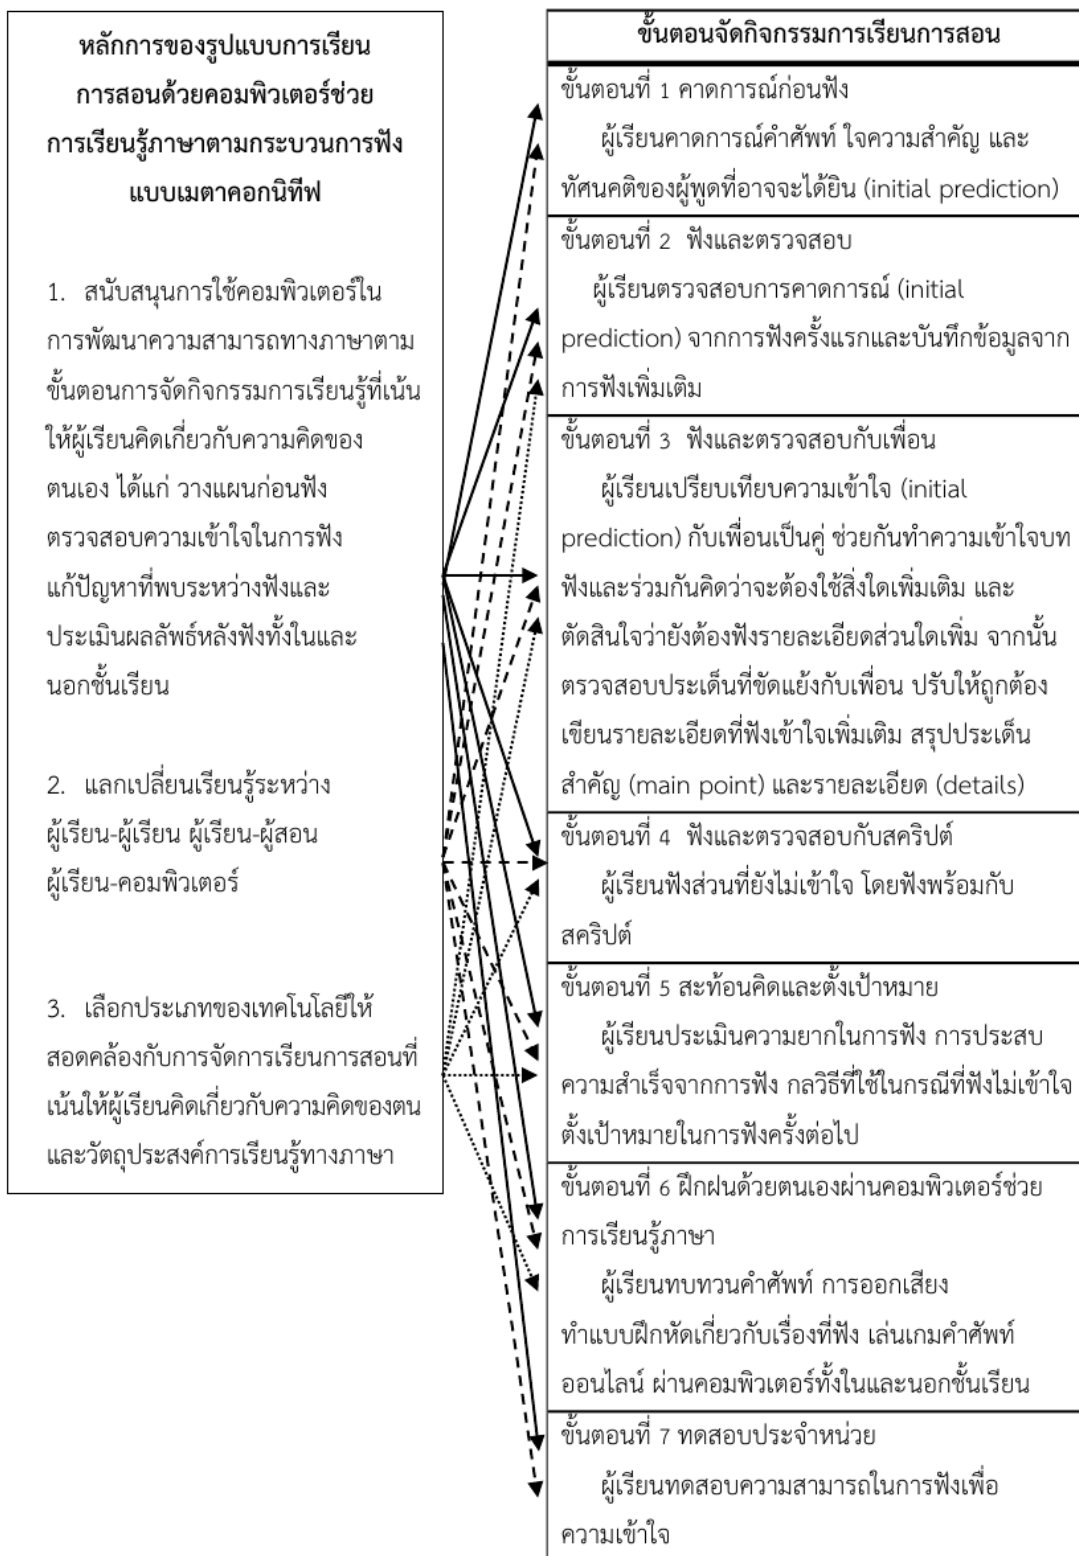 หลักการของรูปแบบการเรียน
การสอนด้วยคอมพิวเตอร์ช่วย
การเรียนรู้ภาษาตามกระบวนการฟัง
แบบเมตาคอกนิทีฟ
1. สนับสนุนการใช้คอมพิวเตอร์ใน
การพัฒนาความสามารถทางภาษาตาม
ขั้นตอนการจัดกิจกรรมการเรียนรู้ที่เน้น
ให้ผู้เรียนคิดเกี่ยวกับความคิดของ
ตนเอง ได้แก่ วางแผนก่อนฟัง
ตรวจสอบความเข้าใจในการฟัง
แก้ปัญหาที่พบระหว่างฟังและ
ประเมินผลลัพธ์หลังฟังทั้งในและ
นอกชั้นเรียน
2. แลกเปลี่ยนเรียนรู้ระหว่าง
ผู้เรียน-ผู้เรียน ผู้เรียน-ผู้สอน
ผู้เรียน-คอมพิวเตอร์
3. เลือกประเภทของเทคโนโลยีให้
สอดคล้องกับการจัดการเรียนการสอนที่
เน้นให้ผู้เรียนคิดเกี่ยวกับความคิดของตน
และวัตถุประสงค์การเรียนรู้ทางภาษา
ขั้นตอนจัดกิจกรรมการเรียนการสอน
ขั้นตอนที่ 1 คาดการณ์ก่อนฟัง
ผู้เรียนคาดการณ์คำศัพท์ ใจความสำคัญ และ
ทัศนคติของผู้พูดที่อาจจะได้ยิน (initial prediction)
ขั้นตอนที่ 2 ฟังและตรวจสอบ
ผู้เรียนตรวจสอบการคาดการณ์ (initial
prediction) จากการฟังครั้งแรกและบันทึกข้อมูลจาก
การฟังเพิ่มเติม
ขั้นตอนที่ 3 ฟังและตรวจสอบกับเพื่อน
ผู้เรียนเปรียบเทียบความเข้าใจ (initial
prediction) กับเพื่อนเป็นคู่ ช่วยกันทำความเข้าใจบท
ฟังและร่วมกันคิดว่าจะต้องใช้สิ่งใดเพิ่มเติม และ
ตัดสินใจว่ายังต้องฟังรายละเอียดส่วนใดเพิ่ม จากนั้น
ตรวจสอบประเด็นที่ขัดแย้งกับเพื่อน ปรับให้ถูกต้อง
เขียนรายละเอียดที่ฟังเข้าใจเพิ่มเติม สรุปประเด็น
สำคัญ (main point) และรายละเอียด (details)
ขั้นตอนที่ 4 ฟังและตรวจสอบกับสคริปต์
ผู้เรียนฟังส่วนที่ยังไม่เข้าใจ โดยฟังพร้อมกับ
สคริปต์
ขั้นตอนที่ 5 สะท้อนคิดและตั้งเป้าหมาย
ผู้เรียนประเมินความยากในการฟัง การประสบ
ความสำเร็จจากการฟัง กลวิธีที่ใช้ในกรณีที่ฟังไม่เข้าใจ
ตั้งเป้าหมายในการฟังครั้งต่อไป
ขั้นตอนที่ 6 ฝึกฝนด้วยตนเองผ่านคอมพิวเตอร์ช่วย
การเรียนรู้ภาษา
ผู้เรียนทบทวนคำศัพท์ การออกเสียง
ทำแบบฝึกหัดเกี่ยวกับเรื่องที่ฟัง เล่นเกมคำศัพท์
ออนไลน์ ผ่านคอมพิวเตอร์ทั้งในและนอกชั้นเรียน
ขั้นตอนที่ 7 ทดสอบประจำหน่วย
ผู้เรียนทดสอบความสามารถในการฟังเพื่อ
ความเข้าใจ